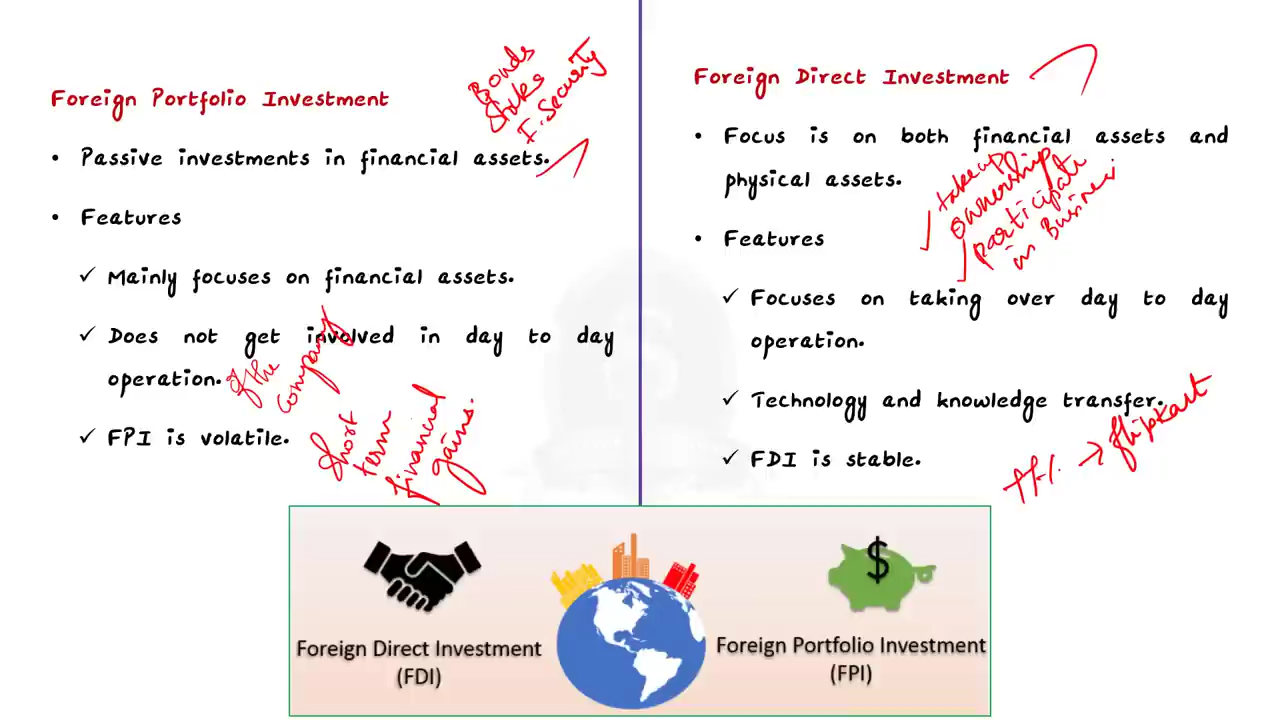 Foreign Portfolio Investment
Bonds
Stocks
F. Security
• Passive investments in financial assets.
• Features
✓ Mainly focuses on financial assets.
✓ Does not get involved in day to day
operation. of the company
✓ FPI is volatile.
Short
term
financial
gains.
Foreign Direct Investment
• Focus is on both financial assets and
physical assets.
take up
ownership
participate
in Business
• Features
✓ Focuses on taking over day to day
operation.
✓ Technology and knowledge transfer.
✓ FDI is stable.
→ flipkart
Foreign Direct Investment
(FDI)
$
Foreign Portfolio Investment
(FPI)